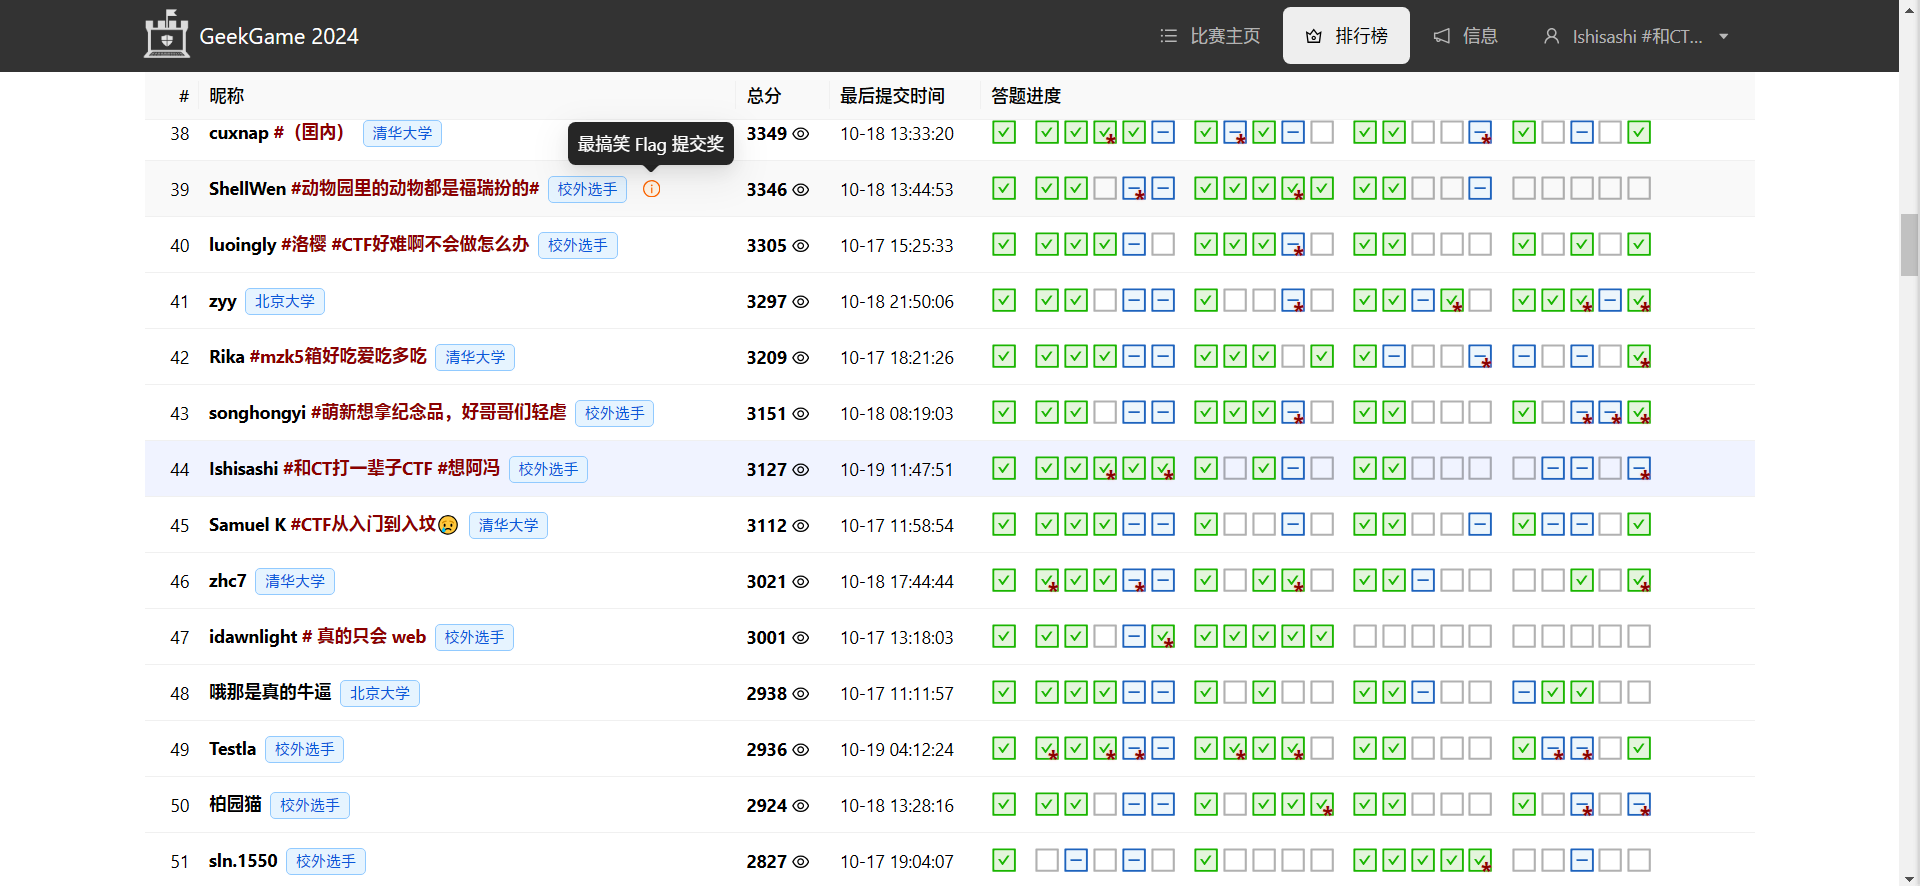 GeekGame 2024 比赛主页 排行榜 信息 Ishisashi #和CT...
# 昵称 总分 最后提交时间 答题进度
38 cuxnap #（国内） 清华大学 3349 10-18 13:33:20
最搞笑 Flag 提交奖
39 ShellWen #动物园里的动物都是福瑞扮的# 校外选手 3346 10-18 13:44:53
40 luoingly #洛樱 #CTF好难啊不会做怎么办 校外选手 3305 10-17 15:25:33
41 zyy 北京大学 3297 10-18 21:50:06
42 Rika #mzk5箱好吃爱吃多吃 清华大学 3209 10-17 18:21:26
43 songhongyi #萌新想拿纪念品，好哥哥们轻虐 校外选手 3151 10-18 08:19:03
44 Ishisashi #和CT打一辈子CTF #想阿冯 校外选手 3127 10-19 11:47:51
45 Samuel K #CTF从入门到入坟😢 清华大学 3112 10-17 11:58:54
46 zhc7 清华大学 3021 10-18 17:44:44
47 idawnlight # 真的只会 web 校外选手 3001 10-17 13:18:03
48 哦那是真的牛逼 北京大学 2938 10-17 11:11:57
49 Testla 校外选手 2936 10-19 04:12:24
50 柏园猫 校外选手 2924 10-18 13:28:16
51 sln.1550 校外选手 2827 10-17 19:04:07